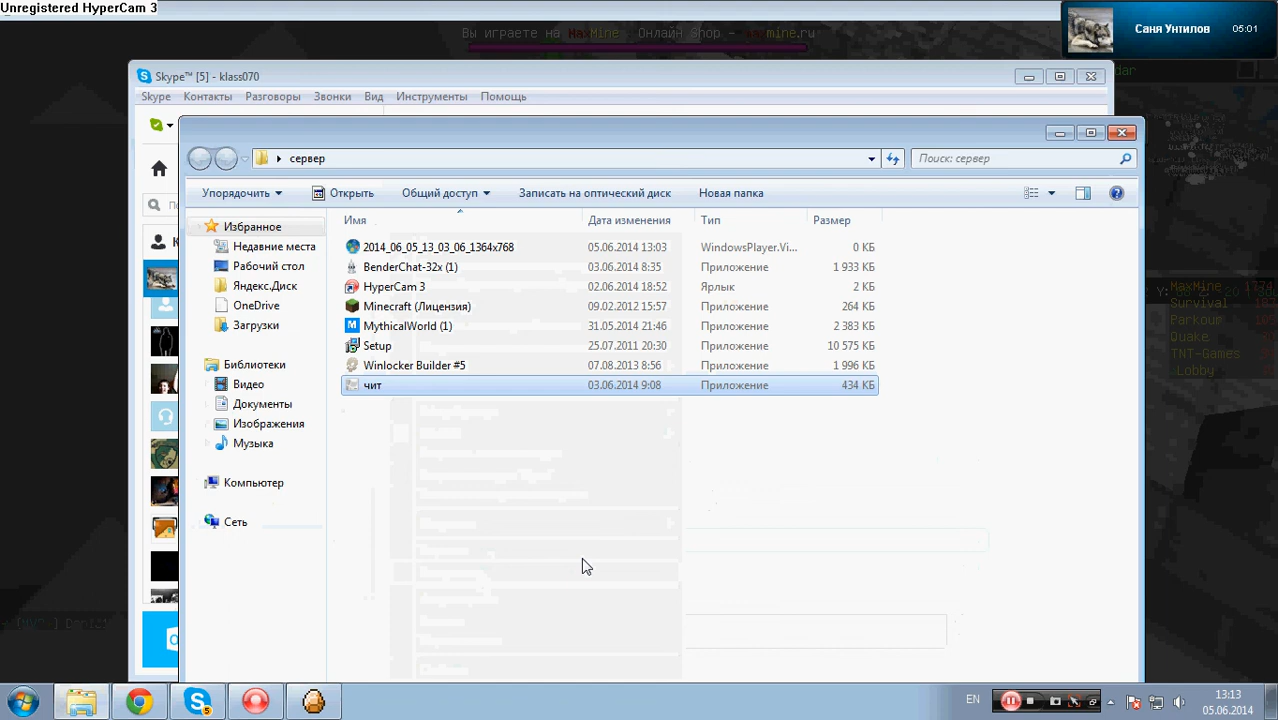 Unregistered HyperCam 3
Вы играете на MaxMine Онлайн Shop - maxmine.ru
Саня Унтилов 05:01
dar
Skype™ [5] - klass070
Skype Контакты Разговоры Звонки Вид Инструменты Помощь
сервер
Поиск: сервер
Упорядочить Открыть Общий доступ Записать на оптический диск Новая папка
Имя Дата изменения Тип Размер
Избранное
Недавние места
Рабочий стол
Яндекс.Диск
OneDrive
Загрузки
Библиотеки
Видео
Документы
Изображения
Музыка
Компьютер
Сеть
2014_06_05_13_03_06_1364x768 05.06.2014 13:03 WindowsPlayer.Vi... 0 КБ
BenderChat-32x (1) 03.06.2014 8:35 Приложение 1 933 КБ
HyperCam 3 02.06.2014 18:52 Ярлык 2 КБ
Minecraft (Лицензия) 09.02.2012 15:57 Приложение 264 КБ
MythicalWorld (1) 31.05.2014 21:46 Приложение 2 383 КБ
Setup 25.07.2011 20:30 Приложение 10 575 КБ
Winlocker Builder #5 07.08.2013 8:56 Приложение 1 996 КБ
чит 03.06.2014 9:08 Приложение 434 КБ
MaxMine
Survival
Parkour
Quake
TNT-Games
Lobby
EN
13:13
05.06.2014